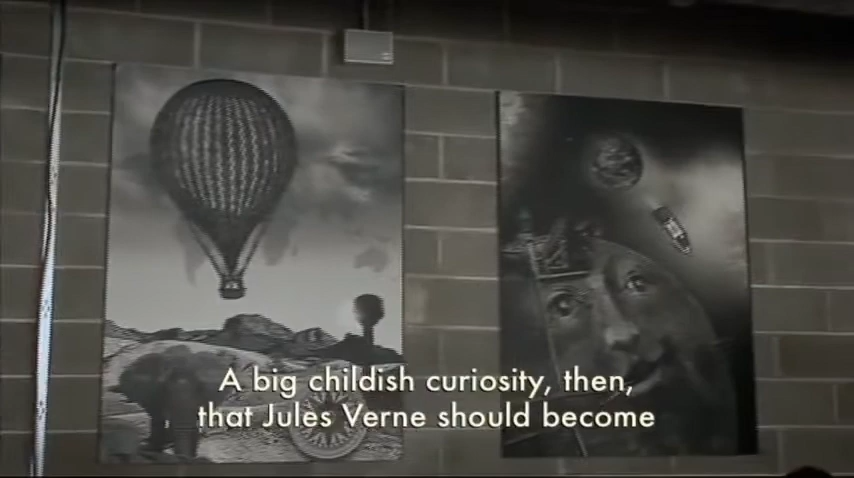 A big childish curiosity, then,
that Jules Verne should become